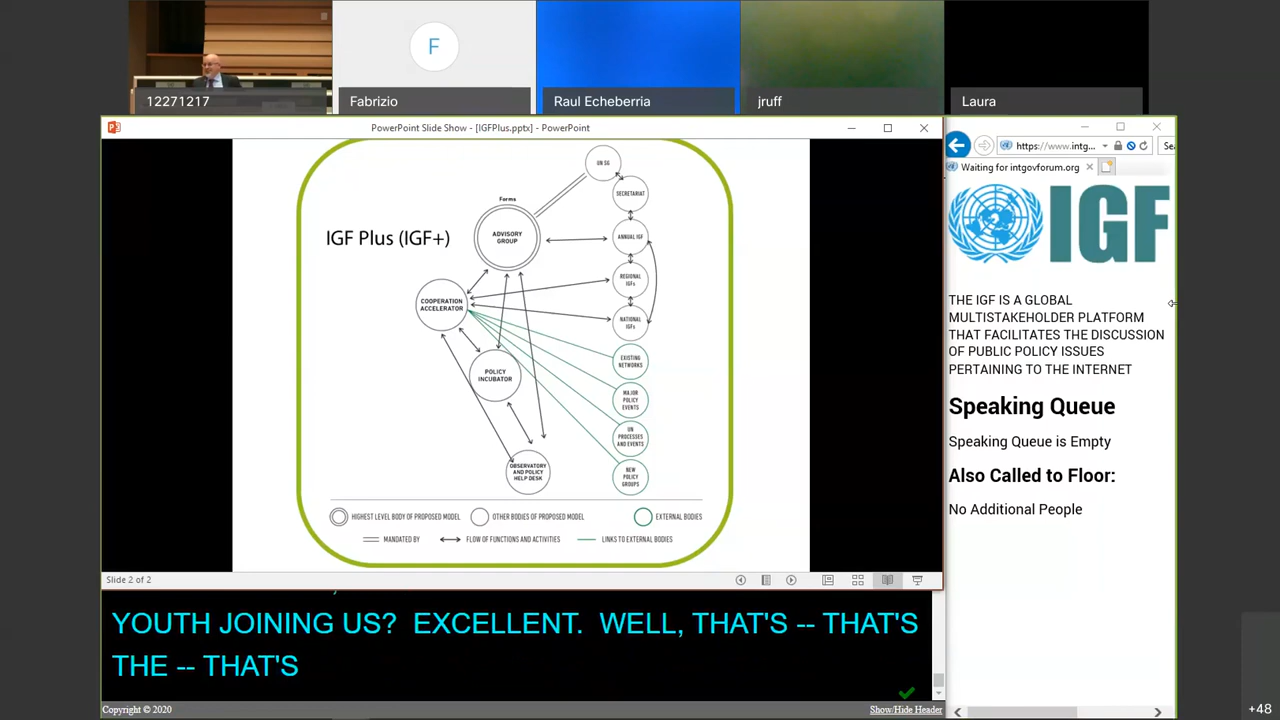 F
12271217
Fabrizio
Raul Echeberria
jruff
Laura
PowerPoint Slide Show - [IGFPlus.pptx] - PowerPoint
IGF Plus (IGF+)
UN SG
SECRETARIAT
Forms
ADVISORY
GROUP
ANNUAL IGF
REGIONAL
IGFs
COOPERATION
ACCELERATOR
NATIONAL
IGFs
EXISTING
NETWORKS
POLICY
INCUBATOR
MAJOR
POLICY
EVENTS
UN
PROCESSES
AND EVENTS
OBSERVATORY
AND POLICY
HELP DESK
NEW
POLICY
GROUPS
HIGHEST LEVEL BODY OF PROPOSED MODEL
OTHER BODIES OF PROPOSED MODEL
EXTERNAL BODIES
MANDATED BY
FLOW OF FUNCTIONS AND ACTIVITIES
LINKS TO EXTERNAL BODIES
Slide 2 of 2
YOUTH JOINING US?  EXCELLENT.  WELL, THAT'S -- THAT'S
THE -- THAT'S
Copyright © 2020
Show/Hide Header
https://www.intg...
Sea
Waiting for intgovforum.org
IGF
THE IGF IS A GLOBAL
MULTISTAKEHOLDER PLATFORM
THAT FACILITATES THE DISCUSSION
OF PUBLIC POLICY ISSUES
PERTAINING TO THE INTERNET
Speaking Queue
Speaking Queue is Empty
Also Called to Floor:
No Additional People
+48